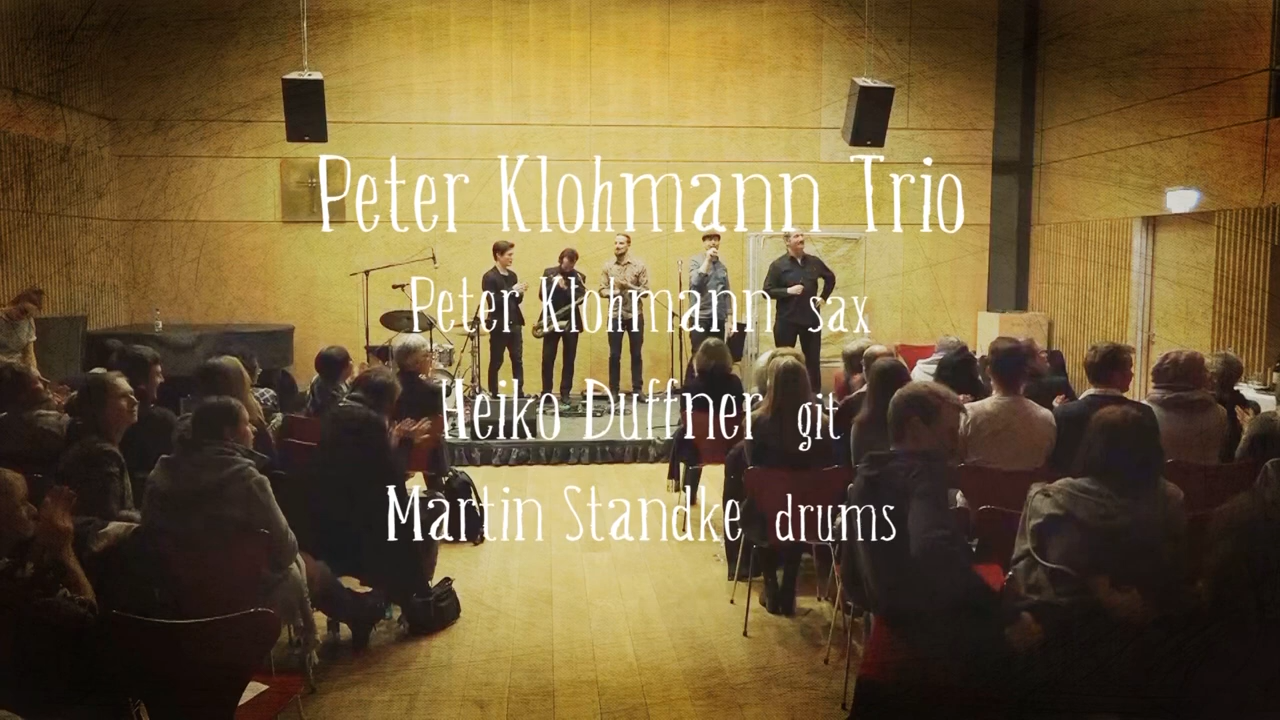 Peter Klohmann Trio
Peter Klohmann sax
Heiko Duffner git
Martin Standke drums